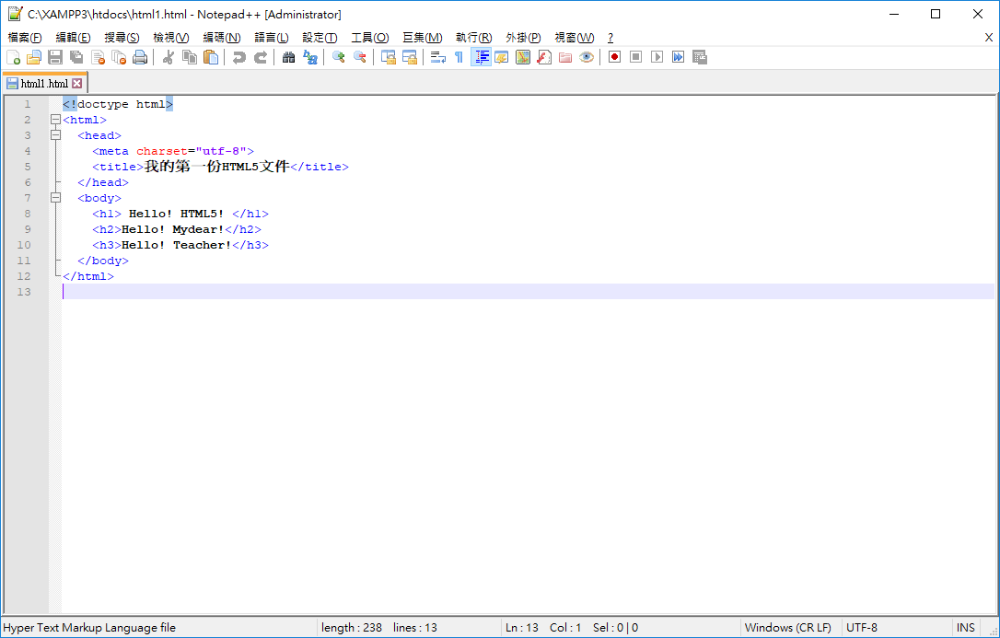 C:\XAMPP3\htdocs\html1.html - Notepad++ [Administrator]
檔案(F) 編輯(E) 搜尋(S) 檢視(V) 編碼(N) 語言(L) 設定(T) 工具(O) 巨集(M) 執行(R) 外掛(P) 視窗(W) ? X
html1.html
1 <!doctype html>
2 <html>
3 <head>
4 <meta charset="utf-8">
5 <title>我的第一份HTML5文件</title>
6 </head>
7 <body>
8 <h1> Hello! HTML5! </h1>
9 <h2>Hello! Mydear!</h2>
10 <h3>Hello! Teacher!</h3>
11 </body>
12 </html>
13
Hyper Text Markup Language file length : 238 lines : 13 Ln : 13 Col : 1 Sel : 0 | 0 Windows (CR LF) UTF-8 INS